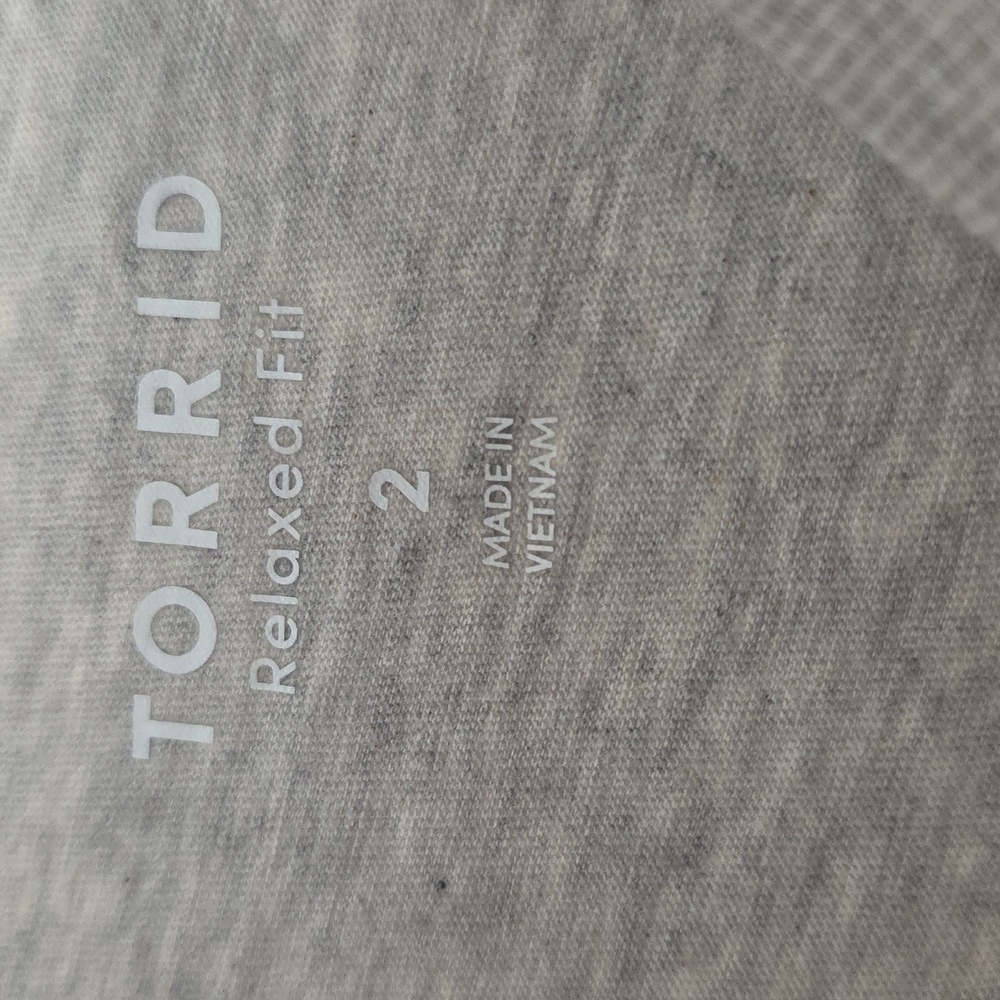 TORRID
Relaxed Fit
2
MADE IN
VIETNAM